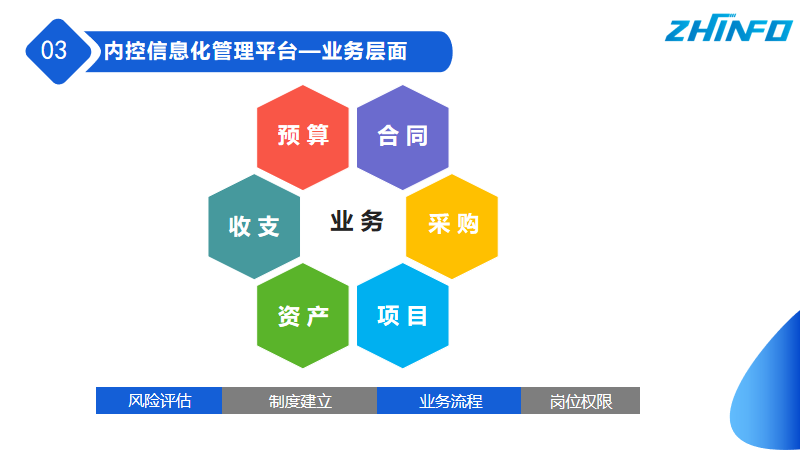 03
内控信息化管理平台—业务层面
ZHINFO
预算
合同
收支
业务
采购
资产
项目
风险评估
制度建立
业务流程
岗位权限